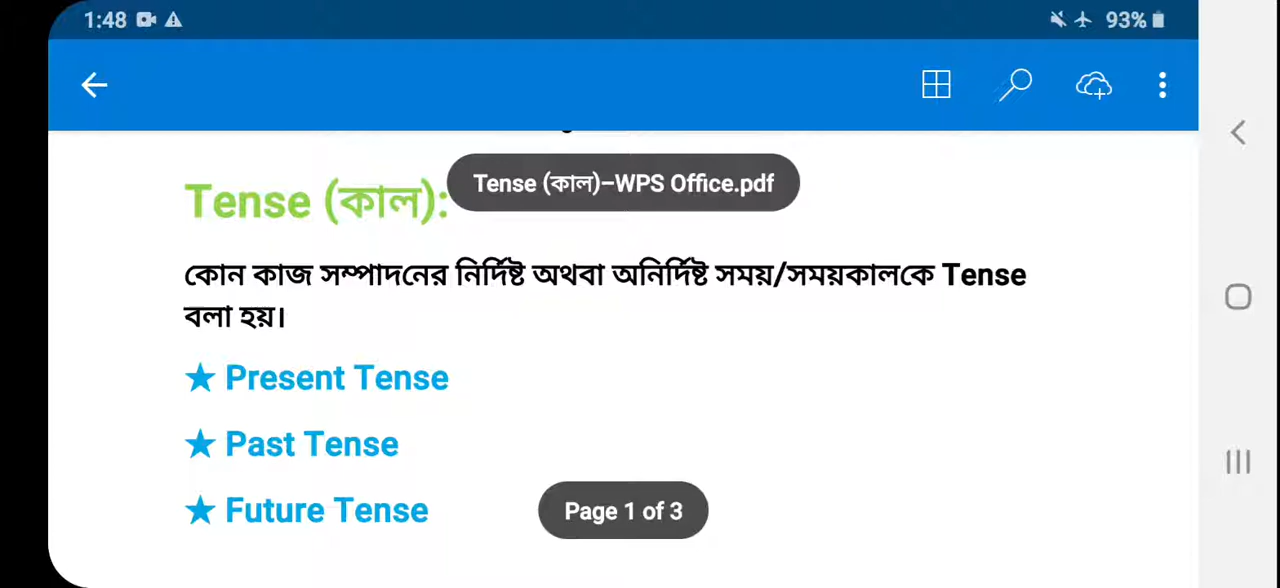 1:48
93%
Tense (কাল)–WPS Office.pdf
Tense (কাল):
কোন কাজ সম্পাদনের নির্দিষ্ট অথবা অনির্দিষ্ট সময়/সময়কালকে Tense
বলা হয়।
★ Present Tense
★ Past Tense
★ Future Tense
Page 1 of 3